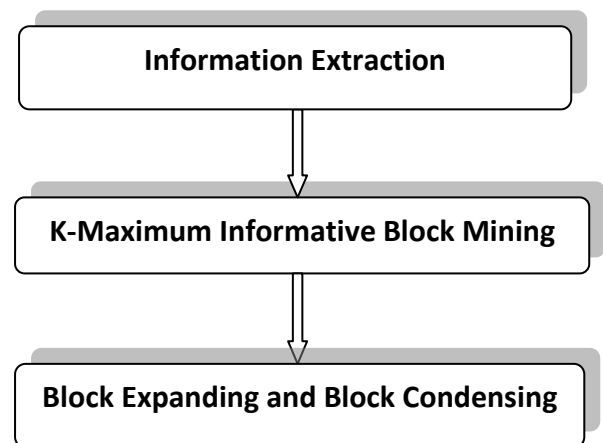 Information Extraction
K-Maximum Informative Block Mining
Block Expanding and Block Condensing